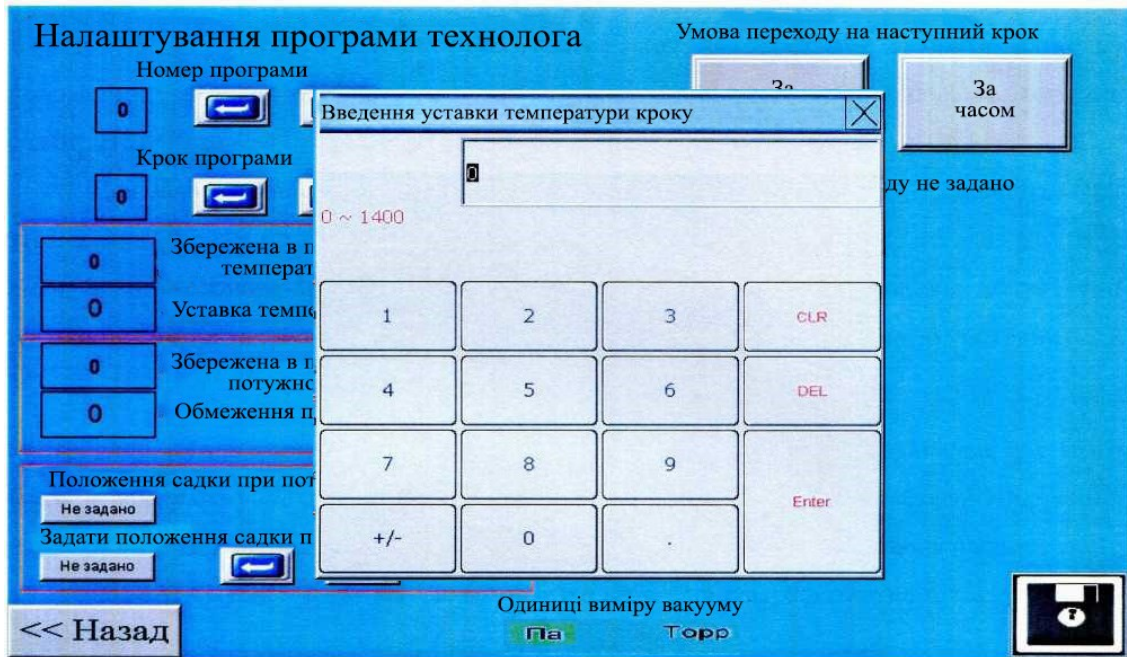 Налаштування програми технолога
Умова переходу на наступний крок
Номер програми
0
За
За
часом
Введення уставки температури кроку
0
0 ~ 1400
Крок програми
0
ду не задано
0
Збережена в п
температ
0
Уставка темпе
0
Збережена в п
потужно
0
Обмеження п
1
2
3
CLR
4
5
6
DEL
7
8
9
Enter
+/-
0
.
Положення садки при пот
Не задано
Задати положення садки п
Не задано
Одиниці виміру вакууму
<< Назад
Па
Торр